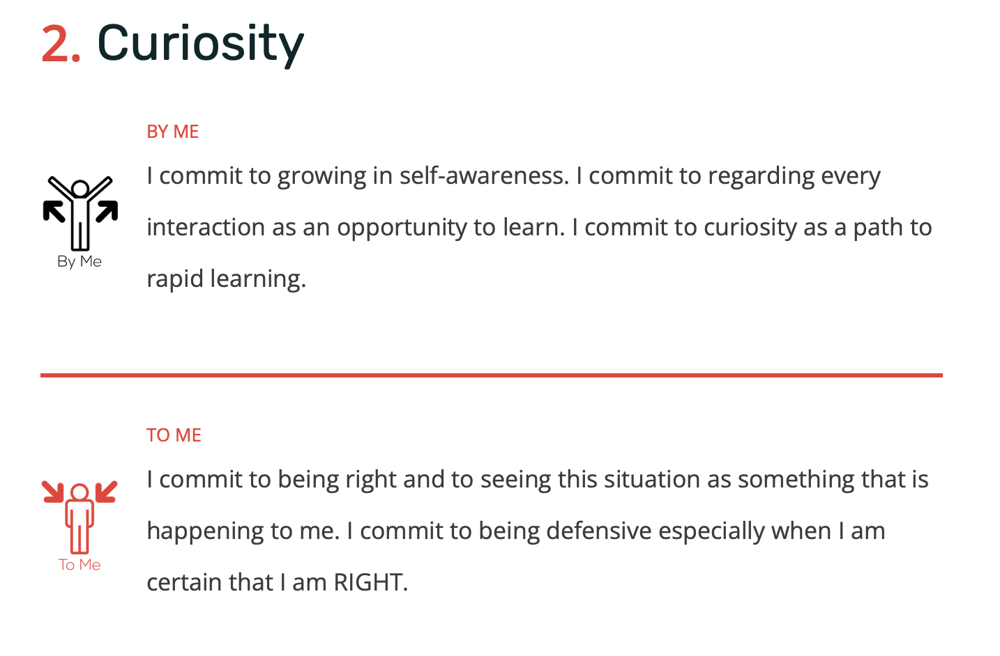 2. Curiosity
BY ME
I commit to growing in self-awareness. I commit to regarding every
interaction as an opportunity to learn. I commit to curiosity as a path to
rapid learning.
By Me
TO ME
I commit to being right and to seeing this situation as something that is
happening to me. I commit to being defensive especially when I am
certain that I am RIGHT.
To Me